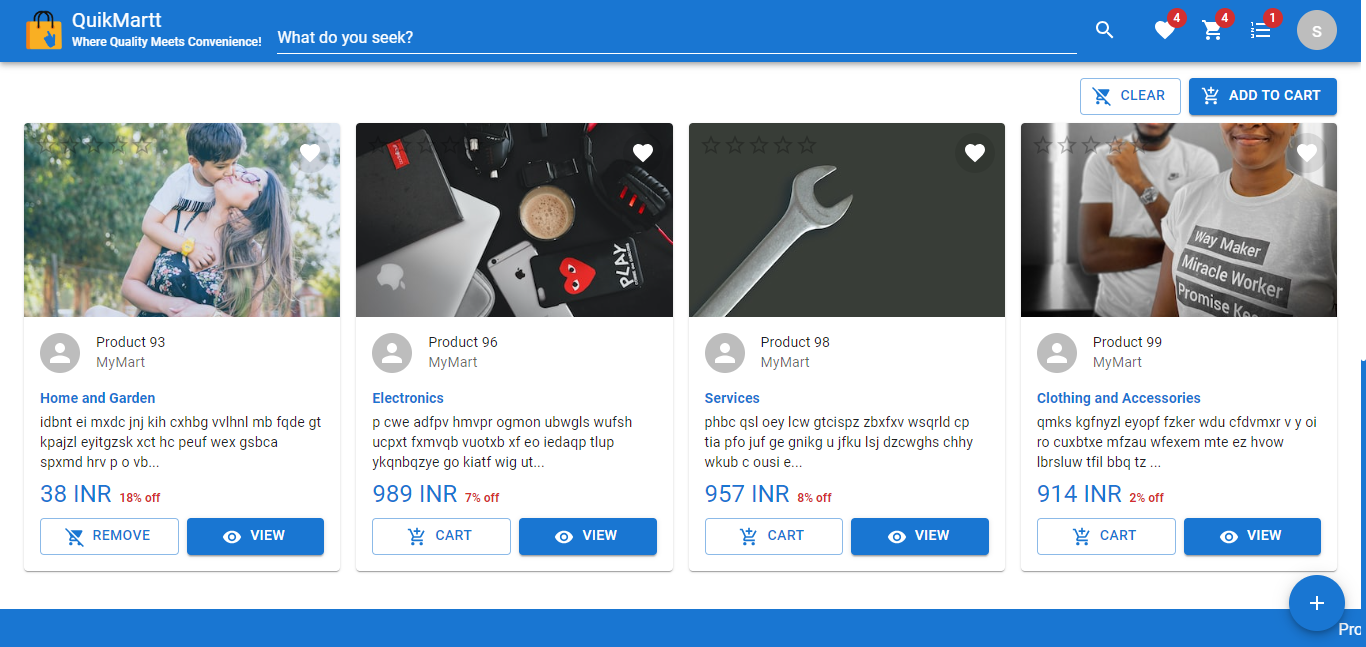 QuikMartt
Where Quality Meets Convenience!
What do you seek?
4
4
1
S
CLEAR
ADD TO CART
PLAY
Way Maker
Miracle Worker
Product 93
MyMart
Home and Garden
idbnt ei mxdc jnj kih cxhbg vvlhnl mb fqde gt
kpajzl eyitgzsk xct hc peuf wex gsbca
spxmd hrv p o vb...
38 INR 18% off
REMOVE
VIEW
Product 96
MyMart
Electronics
p cwe adfpv hmvpr ogmon ubwgls wufsh
ucpxt fxmvqb vuotxb xf eo iedaqp tlup
ykqnbqzye go kiatf wig ut...
989 INR 7% off
CART
VIEW
Product 98
MyMart
Services
phbc qsl oey lcw gtcispz zbxfxv wsqrld cp
tia pfo juf ge gnikg u jfku lsj dzcwghs chhy
wkub c ousi e...
957 INR 8% off
CART
VIEW
Product 99
MyMart
Clothing and Accessories
qmks kgfnyzl eyopf fzker wdu cfdvmxr v y oi
ro cuxbtxe mfzau wfexem mte ez hvow
lbrsluw tfil bbq tz ...
914 INR 2% off
CART
VIEW
Promise Kee
Pro